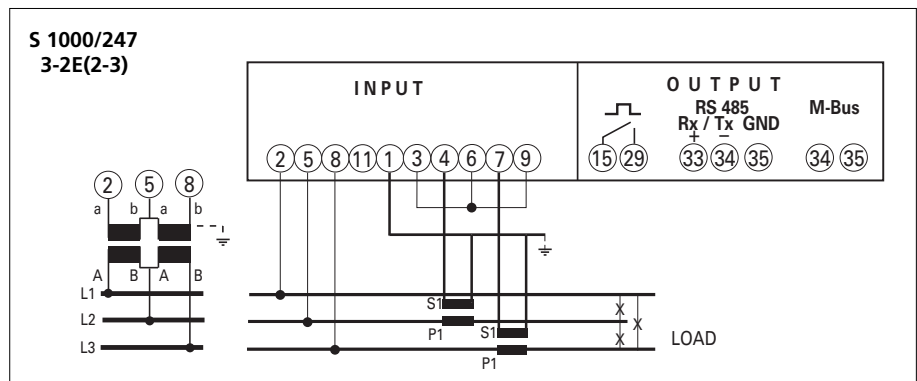 S 1000/247
3-2E(2-3)
INPUT
OUTPUT
RS 485
M-Bus
Rx / Tx GND
+ −
2 5 8 11 1 3 4 6 7 9
15 29 33 34 35 34 35
2 5 8
a b a b
A B A B
L1
L2
L3
S1
P1
S1
P1
X
X
X
LOAD